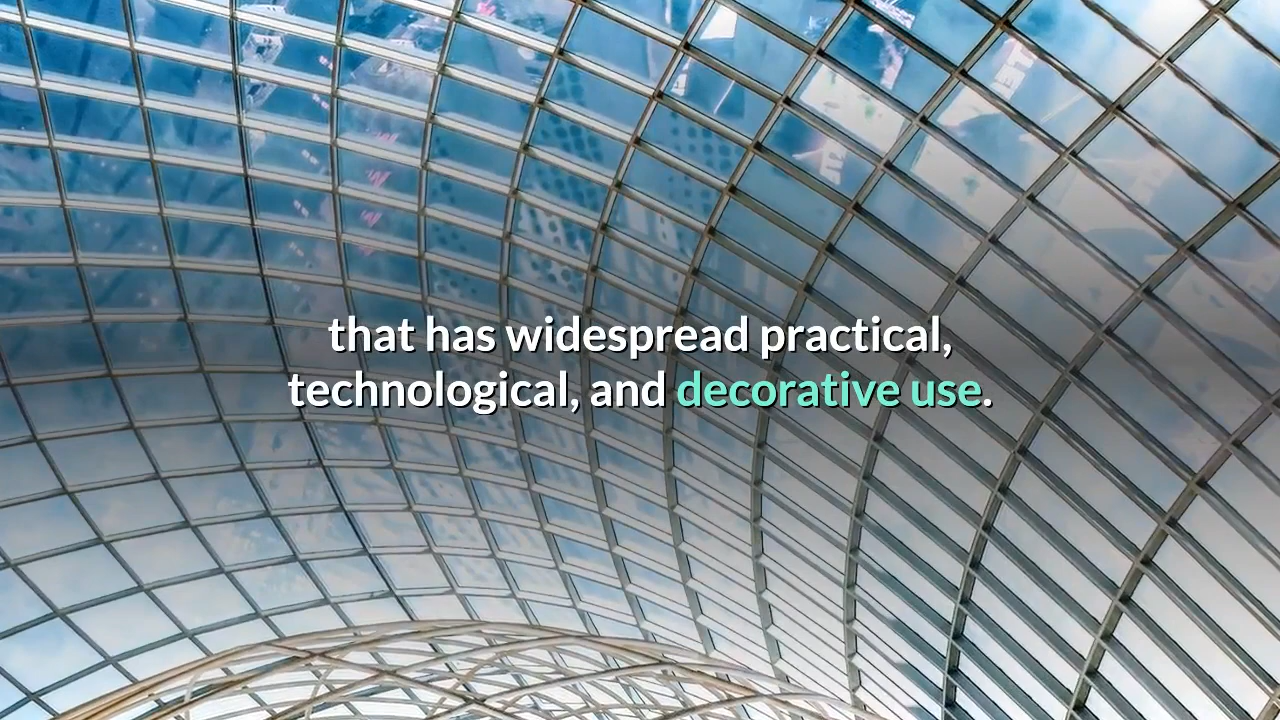 that has widespread practical,
technological, and decorative use.